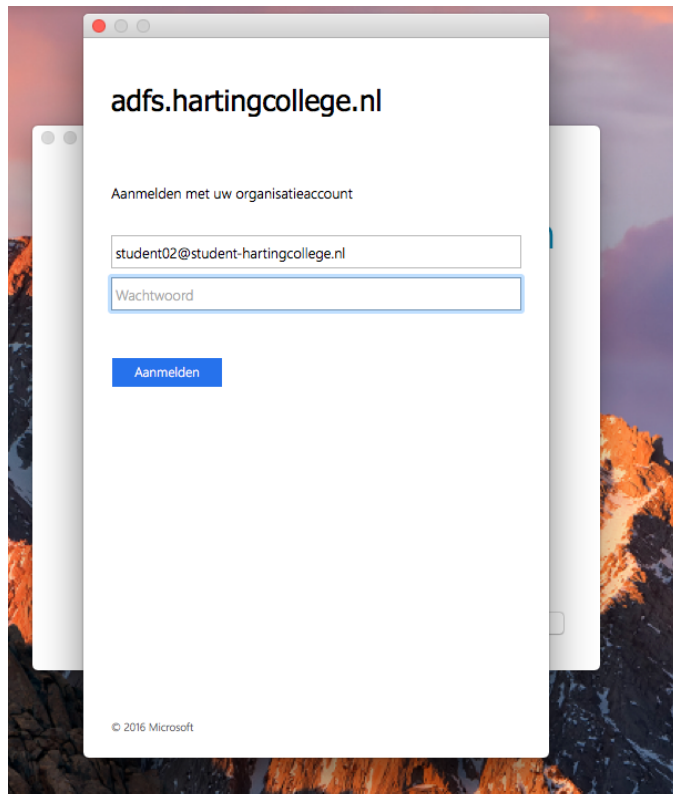 adfs.hartingcollege.nl
Aanmelden met uw organisatieaccount
student02@student-hartingcollege.nl
Wachtwoord
Aanmelden
© 2016 Microsoft